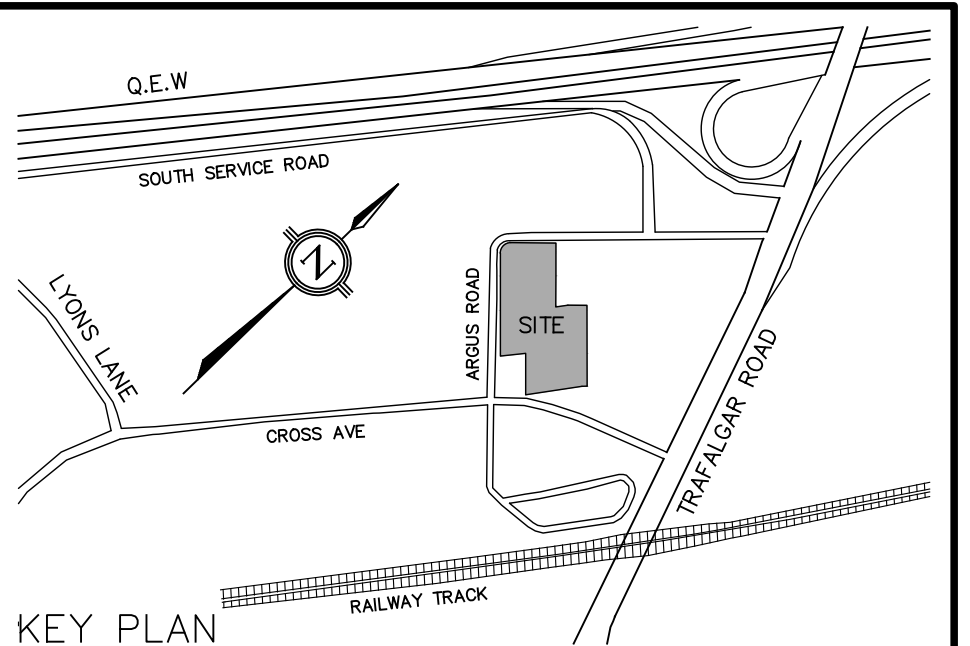 Q.E.W
SOUTH SERVICE ROAD
N
LYONS LANE
ARGUS ROAD
SITE
TRAFALGAR ROAD
CROSS AVE
RAILWAY TRACK
KEY PLAN